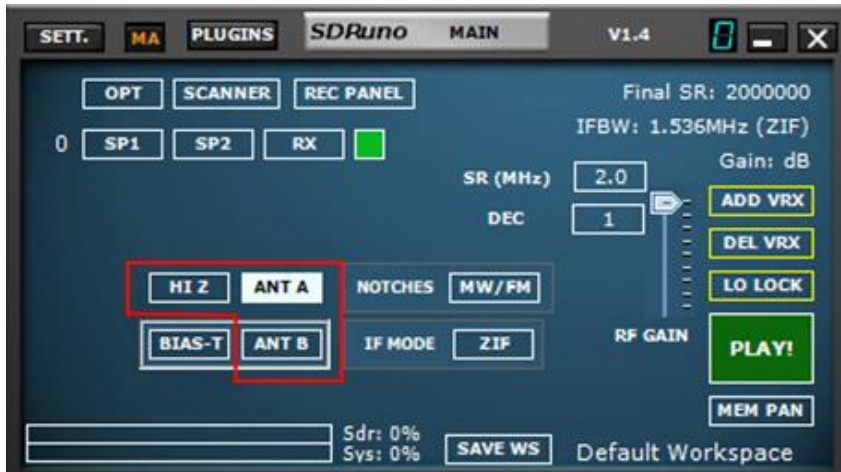 SETT. MA PLUGINS SDRuno MAIN V1.4 0
OPT SCANNER REC PANEL Final SR: 2000000
IFBW: 1.536MHz (ZIF)
0 SP1 SP2 RX
Gain: dB
SR (MHz) 2.0
ADD VRX
DEC 1
DEL VRX
HI Z ANT A NOTCHES MW/FM LO LOCK
BIAS-T ANT B IF MODE ZIF RF GAIN PLAY!
MEM PAN
Sdr: 0%
Sys: 0% SAVE WS Default Workspace